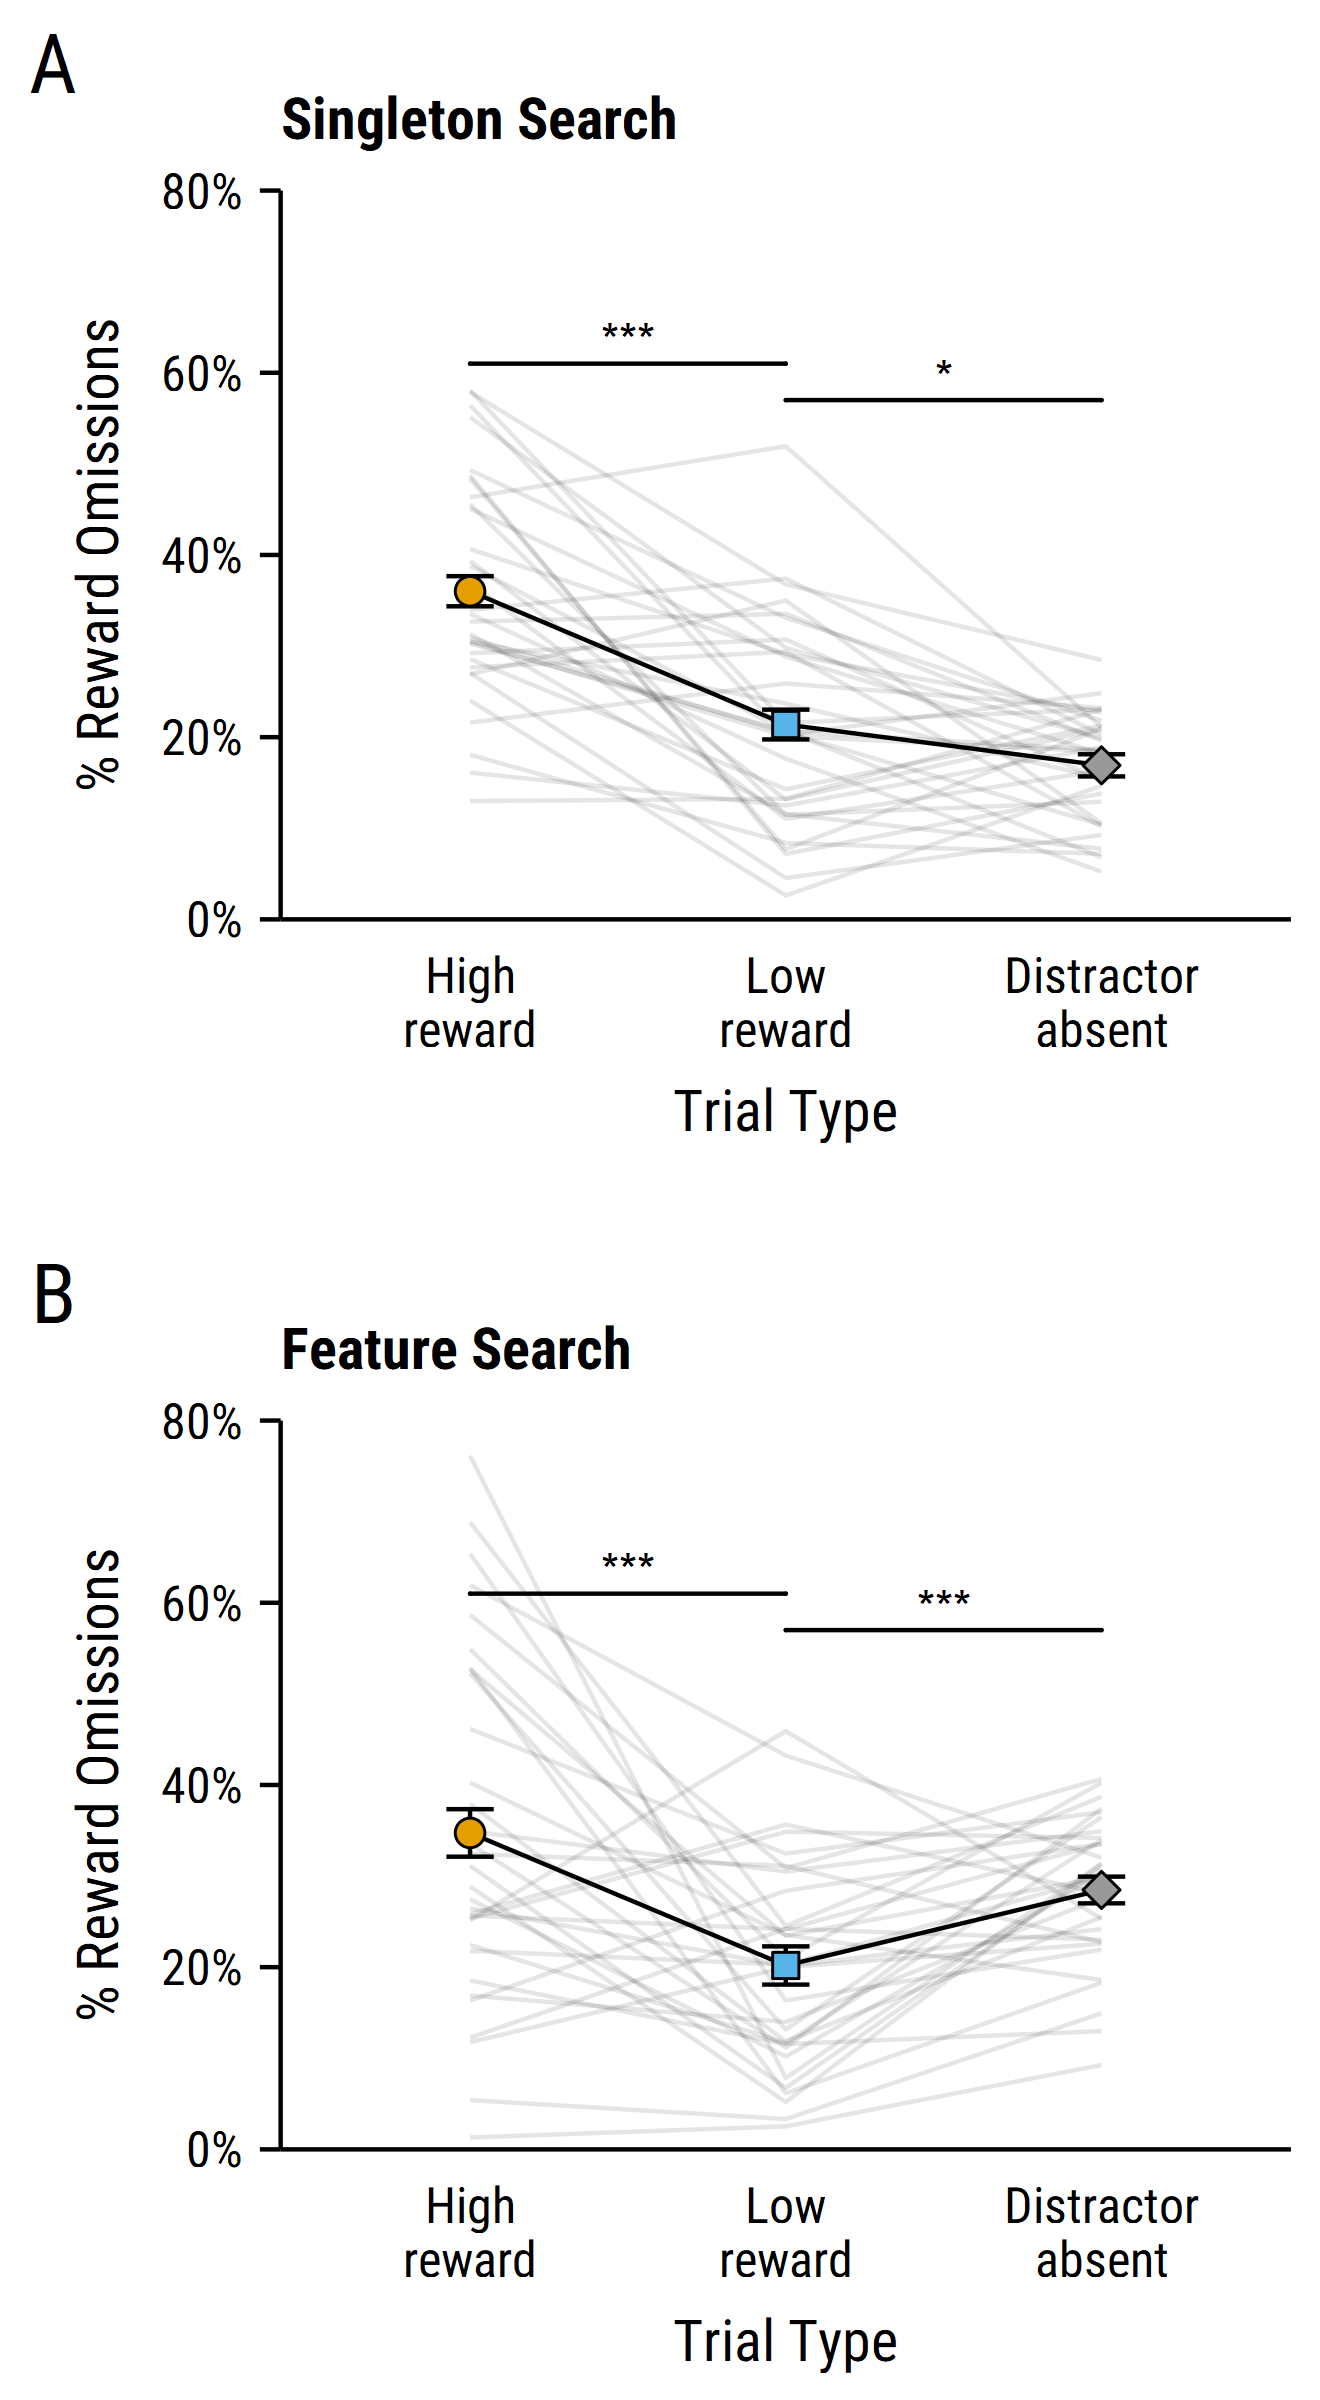 A
Singleton Search
80%
60%
40%
20%
0%
% Reward Omissions
***
*
High
reward
Low
reward
Distractor
absent
Trial Type
B
Feature Search
80%
60%
40%
20%
0%
% Reward Omissions
***
***
High
reward
Low
reward
Distractor
absent
Trial Type